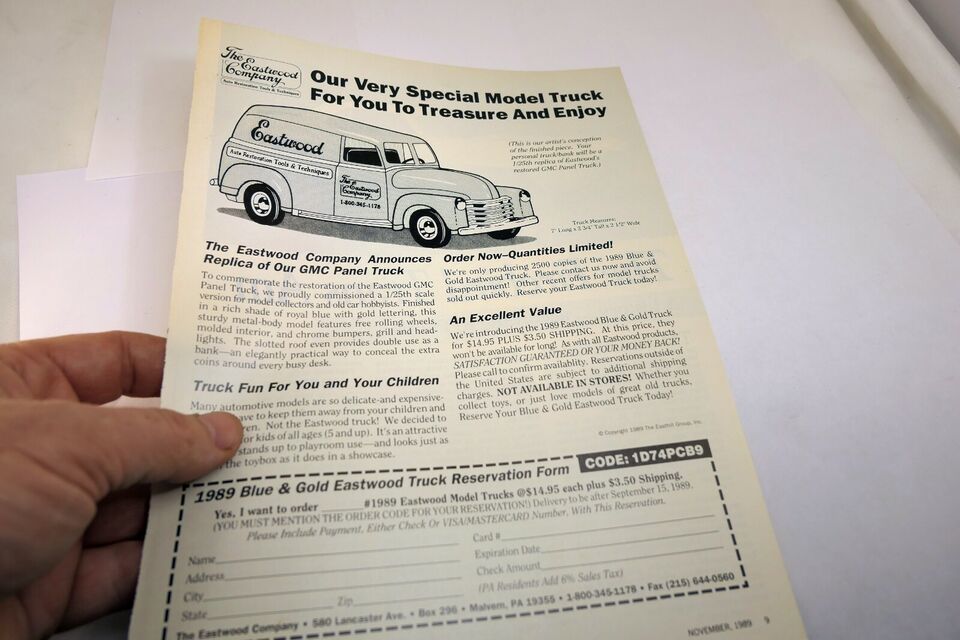 The Eastwood Company
Auto Restoration Tools & Techniques
Our Very Special Model Truck
For You To Treasure And Enjoy
Eastwood
Auto Restoration Tools & Techniques
The Eastwood Company
1-800-345-1178
(This is our artist's conception
of the finished piece. Your
personal truck/bank will be a
1/25th replica of Eastwood's
restored GMC Panel Truck.)
Truck Measures:
7" Long x 2 3/4" Tall x 2 1/2" Wide
The Eastwood Company Announces
Replica of Our GMC Panel Truck
To commemorate the restoration of the Eastwood GMC
Panel Truck, we proudly commissioned a 1/25th scale
version for model collectors and old car hobbyists. Finished
in a rich shade of royal blue with gold lettering, this
sturdy metal-body model features free rolling wheels,
molded interior, and chrome bumpers, grill and head-
lights. The slotted roof even provides double use as a
bank—an elegantly practical way to conceal the extra
coins around every busy desk.
Truck Fun For You and Your Children
Many automotive models are so delicate-and expensive-
have to keep them away from your children and
Not the Eastwood truck! We decided to
for kids of all ages (5 and up). It's an attractive
stands up to playroom use—and looks just as
the toybox as it does in a showcase.
Order Now–Quantities Limited!
We're only producing 2500 copies of the 1989 Blue &
Gold Eastwood Truck. Please contact us now and avoid
disappointment! Other recent offers for model trucks
sold out quickly. Reserve your Eastwood Truck today!
An Excellent Value
We're introducing the 1989 Eastwood Blue & Gold Truck
for $14.95 PLUS $3.50 SHIPPING. At this price, they
won't be available for long! As with all Eastwood products,
SATISFACTION GUARANTEED OR YOUR MONEY BACK!
Please call to confirm availability. Reservations outside of
the United States are subject to additional shipping
charges. NOT AVAILABLE IN STORES! Whether you
collect toys, or just love models of great old trucks,
Reserve Your Blue & Gold Eastwood Truck Today!
© Copyright 1989 The Easthill Group, Inc.
1989 Blue & Gold Eastwood Truck Reservation Form
CODE: 1D74PCB9
Yes, I want to order ____ #1989 Eastwood Model Trucks @$14.95 each plus $3.50 Shipping.
(YOU MUST MENTION THE ORDER CODE FOR YOUR RESERVATION!) Delivery to be after September 15, 1989.
Please Include Payment, Either Check Or VISA/MASTERCARD Number, With This Reservation.
Name
Address
City
State Zip
Card #
Expiration Date
Check Amount
(PA Residents Add 6% Sales Tax)
The Eastwood Company • 580 Lancaster Ave. • Box 296 • Malvern, PA 19355 • 1-800-345-1178 • Fax (215) 644-0560
NOVEMBER, 1989 9